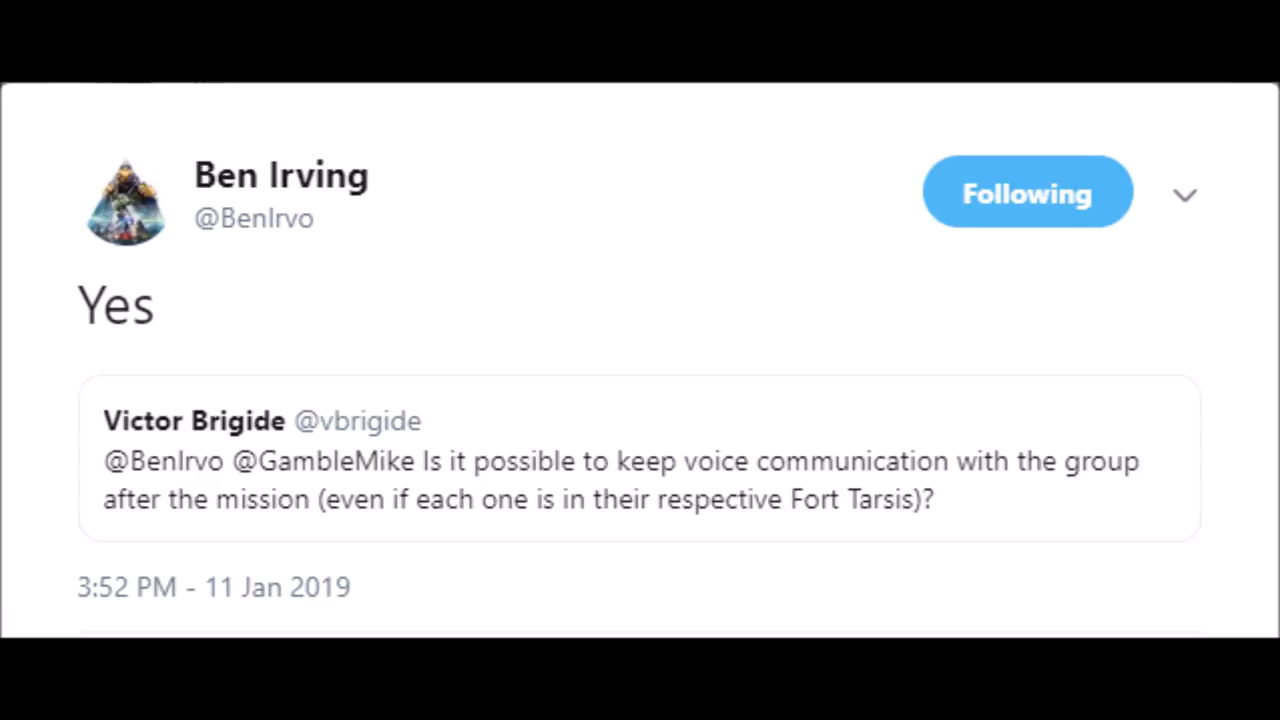 Ben Irving
@BenIrvo
Following
Yes
Victor Brigide @vbrigide
@BenIrvo @GambleMike Is it possible to keep voice communication with the group
after the mission (even if each one is in their respective Fort Tarsis)?
3:52 PM - 11 Jan 2019